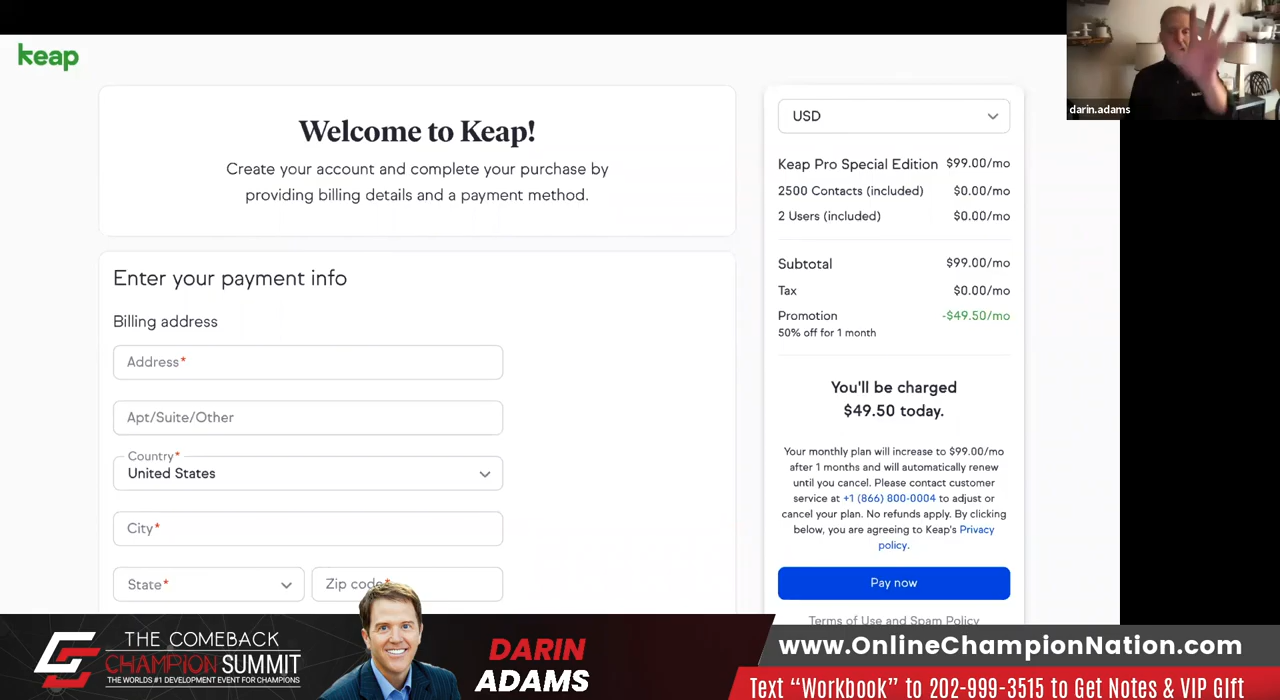 keap
Welcome to Keap!
Create your account and complete your purchase by
providing billing details and a payment method.
Enter your payment info
Billing address
Address*
Apt/Suite/Other
Country*
United States
City*
State*
Zip code*
USD
Keap Pro Special Edition $99.00/mo
2500 Contacts (included) $0.00/mo
2 Users (included) $0.00/mo
Subtotal $99.00/mo
Tax $0.00/mo
Promotion -$49.50/mo
50% off for 1 month
You'll be charged
$49.50 today.
Your monthly plan will increase to $99.00/mo
after 1 months and will automatically renew
until you cancel. Please contact customer
service at +1 (866) 800-0004 to adjust or
cancel your plan. No refunds apply. By clicking
below, you are agreeing to Keap's Privacy
policy.
Pay now
Terms of Use and Spam Policy
darin.adams
THE COMEBACK
CHAMPION SUMMIT
THE WORLDS #1 DEVELOPMENT EVENT FOR CHAMPIONS
DARIN
ADAMS
www.OnlineChampionNation.com
Text “Workbook” to 202-999-3515 to Get Notes & VIP GIft